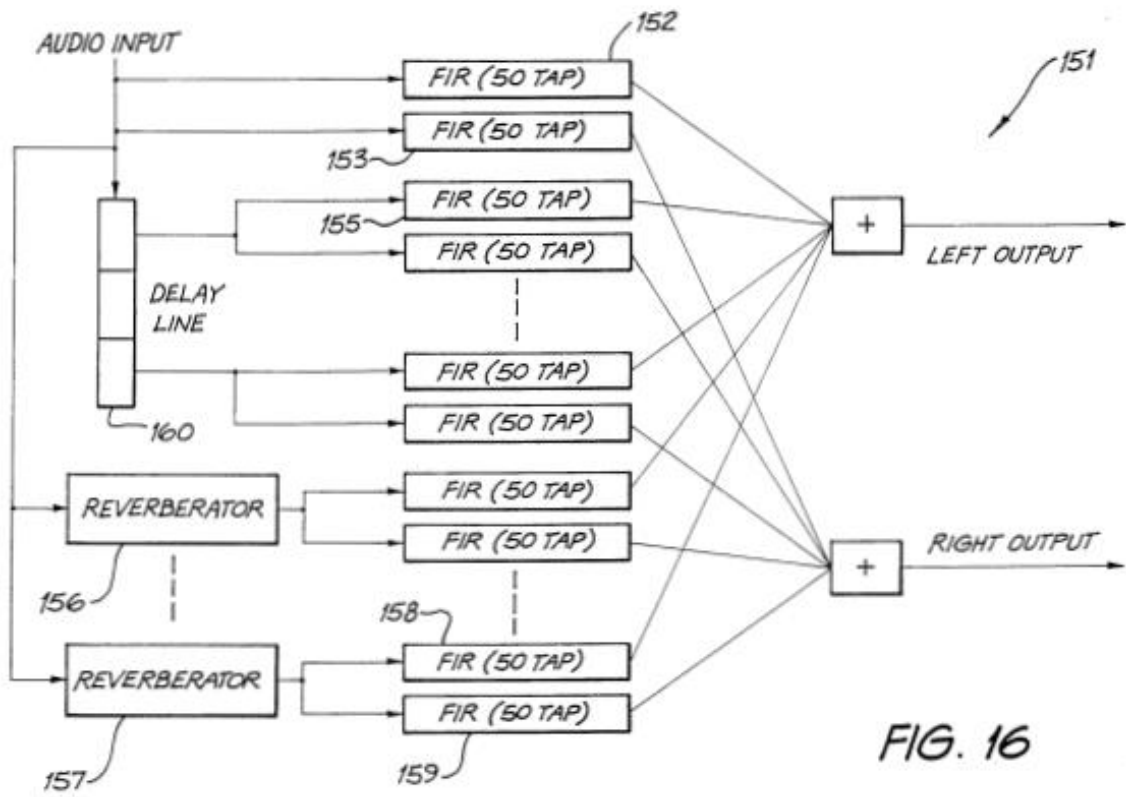 AUDIO INPUT
152
FIR (50 TAP)
151
FIR (50 TAP)
153
FIR (50 TAP)
155
+
LEFT OUTPUT
FIR (50 TAP)
DELAY
LINE
FIR (50 TAP)
160
FIR (50 TAP)
REVERBERATOR
FIR (50 TAP)
RIGHT OUTPUT
FIR (50 TAP)
+
156
158
REVERBERATOR
FIR (50 TAP)
FIR (50 TAP)
157
159
FIG. 16